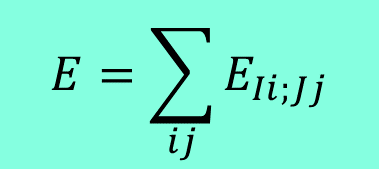 E = ∑_{ij} E_{Ii;Jj}